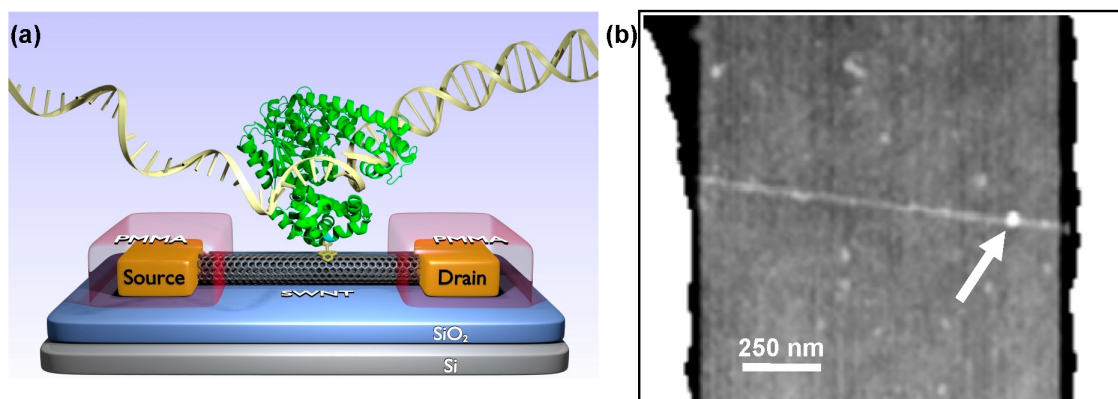 (a)
PMMA
PMMA
Source
Drain
SWNT
SiO₂
Si
(b)
250 nm